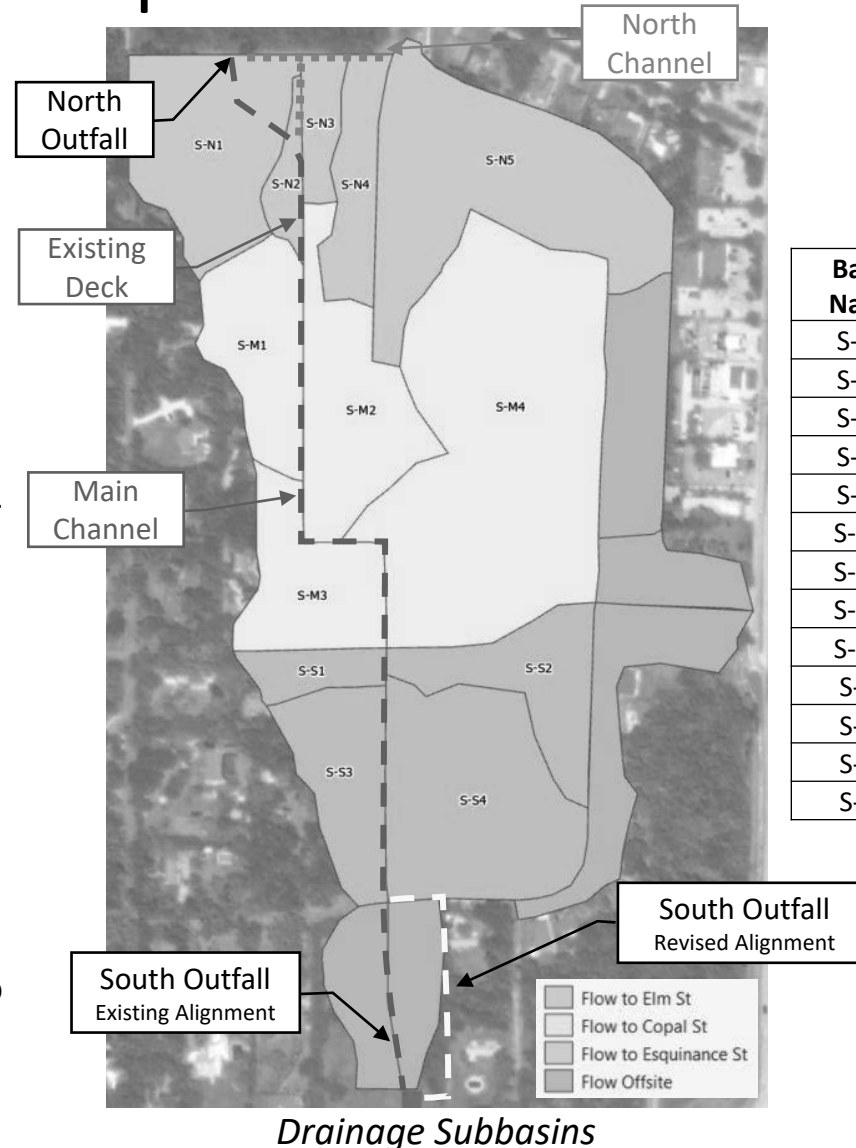 North
Channel
North
Outfall
S-N1
S-N3
S-N2
S-N4
S-N5
Existing
Deck
S-M1
S-M2
S-M4
Main
Channel
S-M3
S-S1
S-S2
S-S3
S-S4
South Outfall
Revised Alignment
South Outfall
Existing Alignment
Flow to Elm St
Flow to Copal St
Flow to Esquinance St
Flow Offsite
Drainage Subbasins
Ba
Na
S-
S-
S-
S-
S-
S-
S-
S-
S-
S-
S-
S-
S-